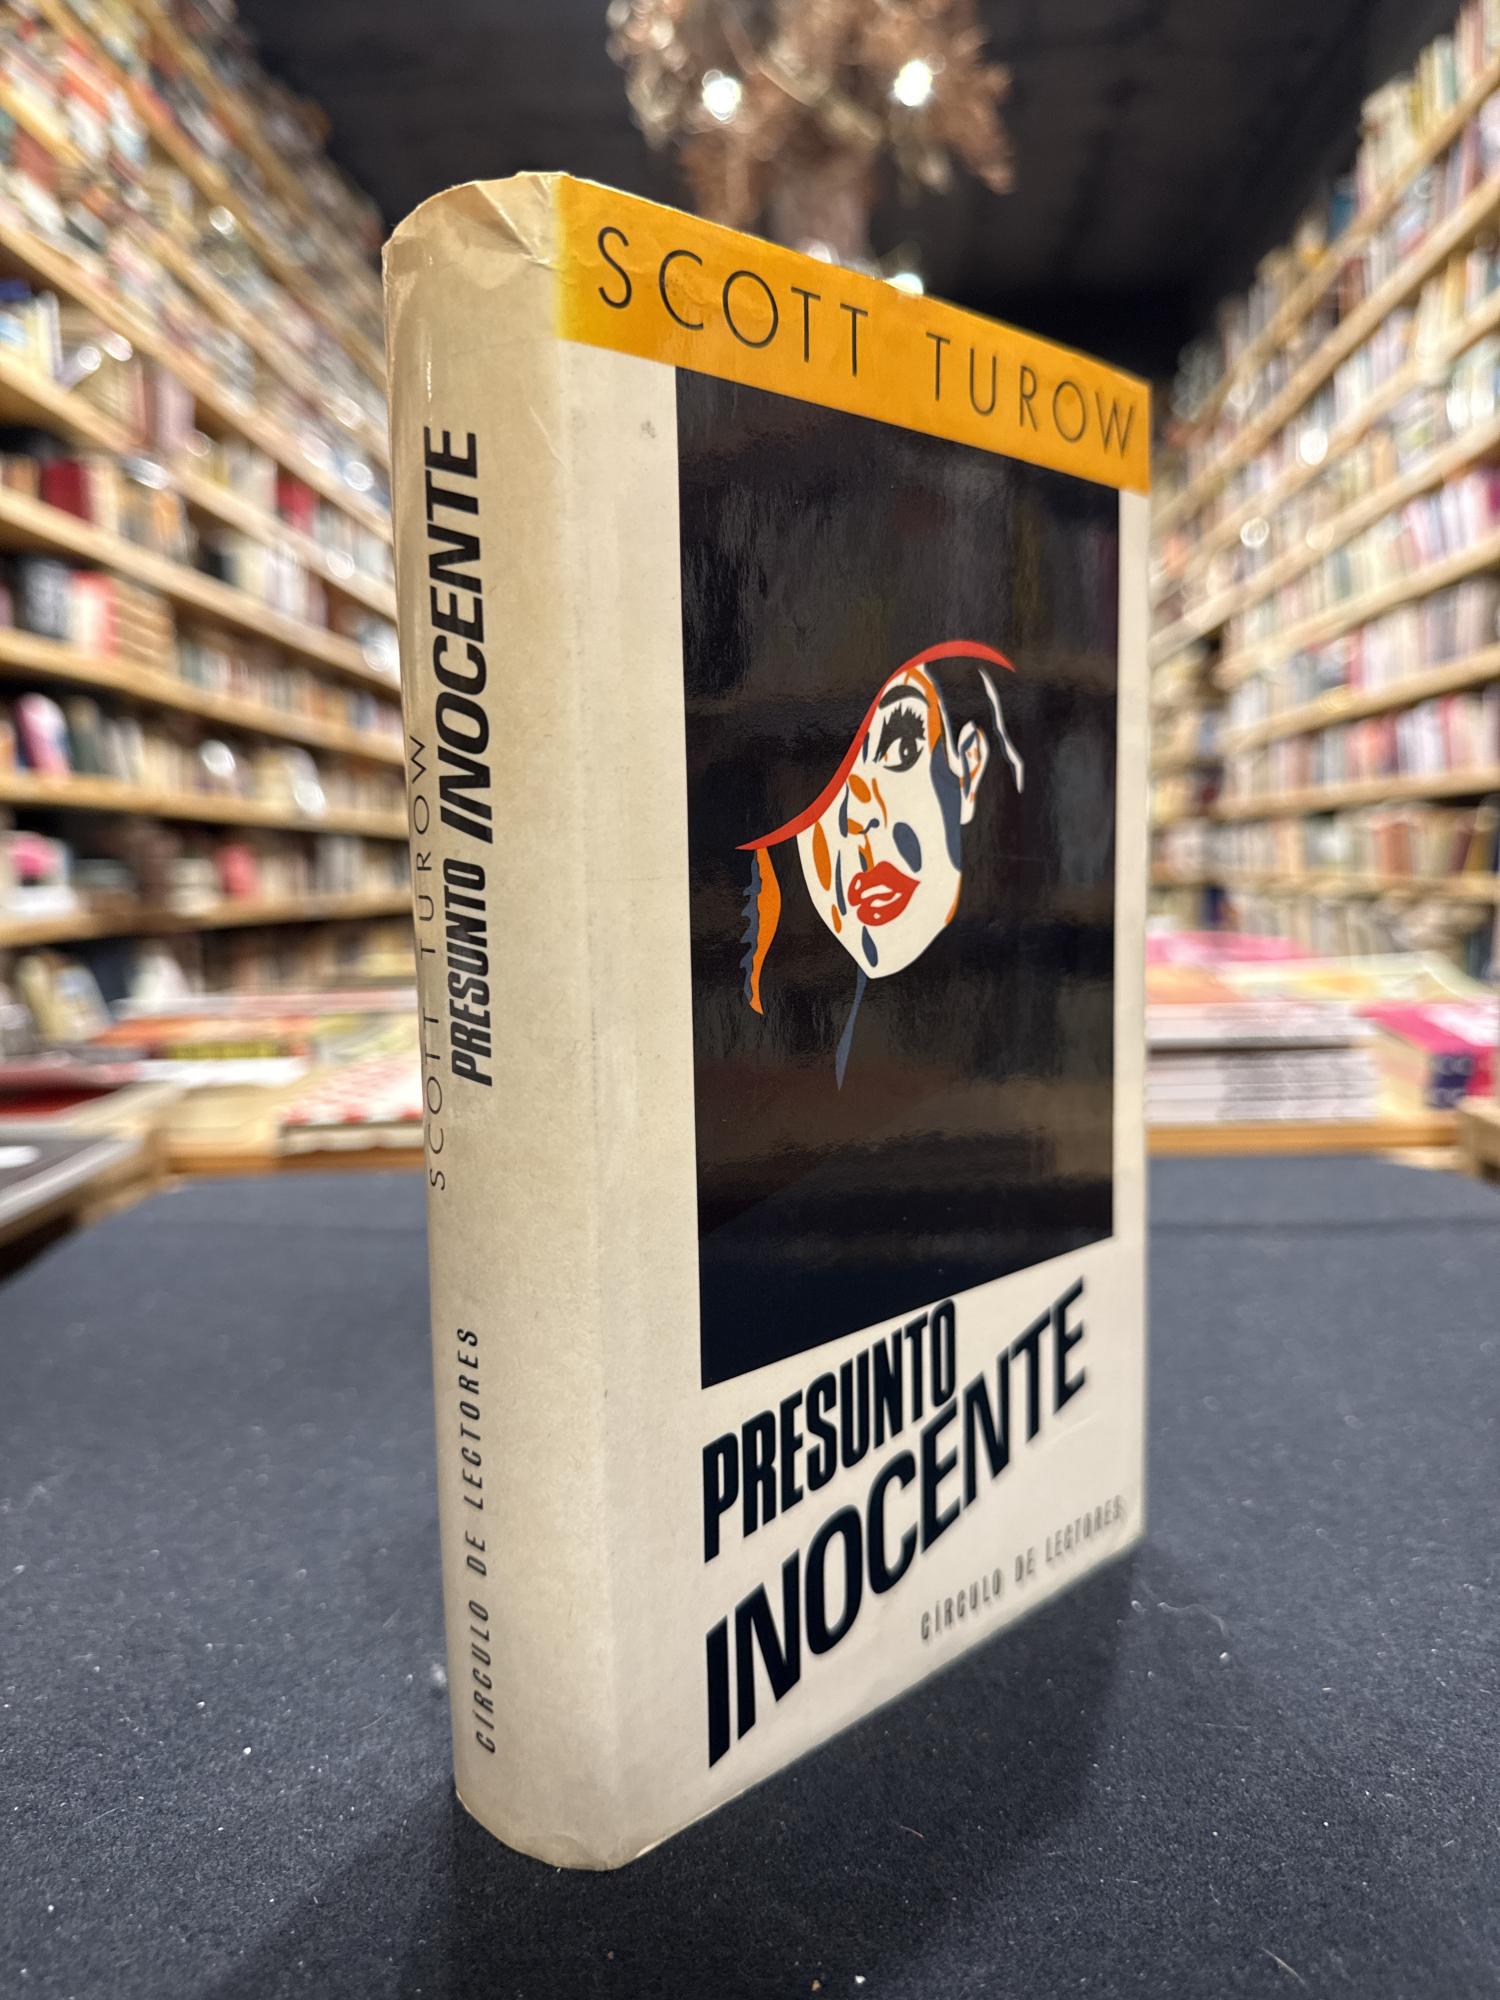 SCOTT TUROW
PRESUNTO INOCENTE
CÍRCULO DE LECTORES
SCOTT TUROW
PRESUNTO
INOCENTE
CÍRCULO DE LECTORES